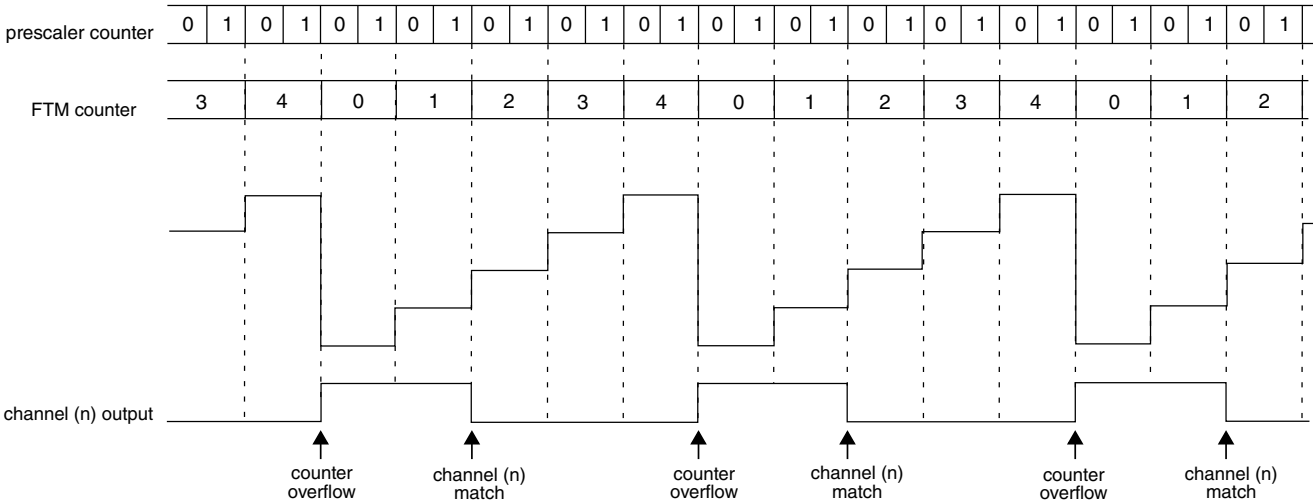 prescaler counter 0 1 0 1 0 1 0 1 0 1 0 1 0 1 0 1 0 1 0 1 0 1 0 1 0 1 0 1 0 1
FTM counter 3 4 0 1 2 3 4 0 1 2 3 4 0 1 2
channel (n) output
counter overflow
channel (n) match
counter overflow
channel (n) match
counter overflow
channel (n) match